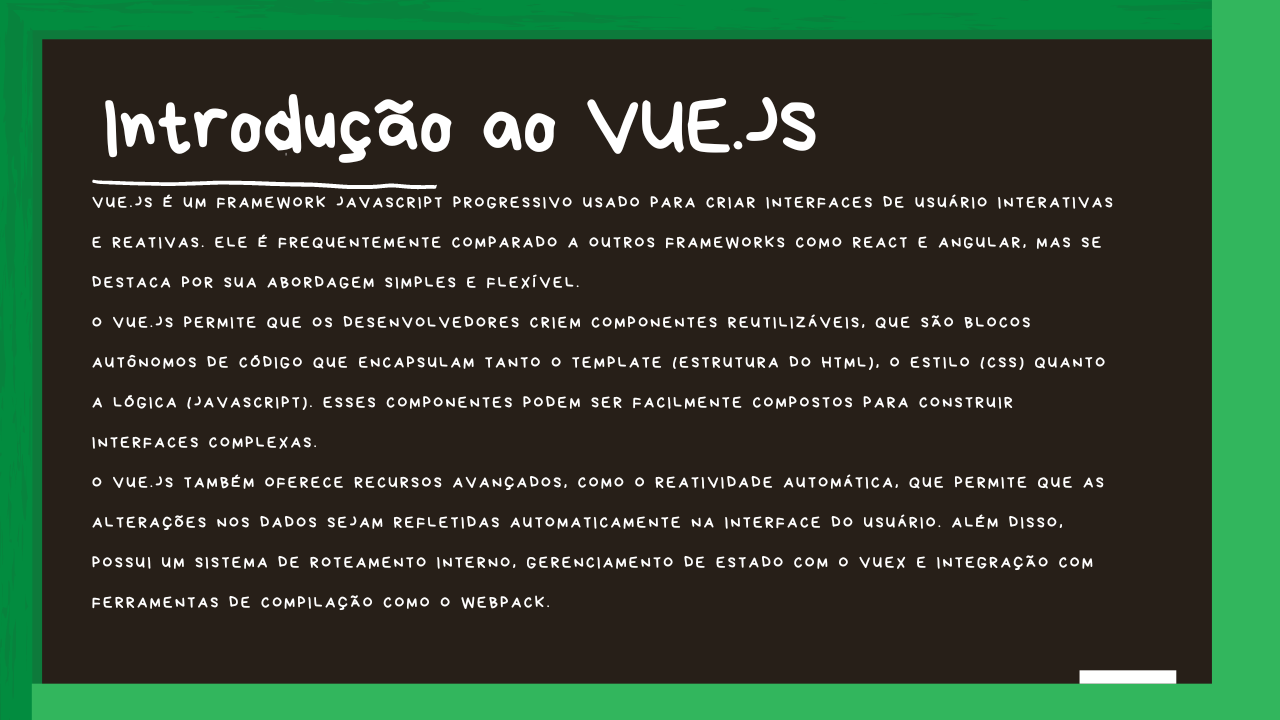 Introdução ao VUE.JS
VUE.JS É UM FRAMEWORK JAVASCRIPT PROGRESSIVO USADO PARA CRIAR INTERFACES DE USUÁRIO INTERATIVAS
E REATIVAS. ELE É FREQUENTEMENTE COMPARADO A OUTROS FRAMEWORKS COMO REACT E ANGULAR, MAS SE
DESTACA POR SUA ABORDAGEM SIMPLES E FLEXÍVEL.
O VUE.JS PERMITE QUE OS DESENVOLVEDORES CRIEM COMPONENTES REUTILIZÁVEIS, QUE SÃO BLOCOS
AUTÔNOMOS DE CÓDIGO QUE ENCAPSULAM TANTO O TEMPLATE (ESTRUTURA DO HTML), O ESTILO (CSS) QUANTO
A LÓGICA (JAVASCRIPT). ESSES COMPONENTES PODEM SER FACILMENTE COMPOSTOS PARA CONSTRUIR
INTERFACES COMPLEXAS.
O VUE.JS TAMBÉM OFERECE RECURSOS AVANÇADOS, COMO O REATIVIDADE AUTOMÁTICA, QUE PERMITE QUE AS
ALTERAÇÕES NOS DADOS SEJAM REFLETIDAS AUTOMATICAMENTE NA INTERFACE DO USUÁRIO. ALÉM DISSO,
POSSUI UM SISTEMA DE ROTEAMENTO INTERNO, GERENCIAMENTO DE ESTADO COM O VUEX E INTEGRAÇÃO COM
FERRAMENTAS DE COMPILAÇÃO COMO O WEBPACK.